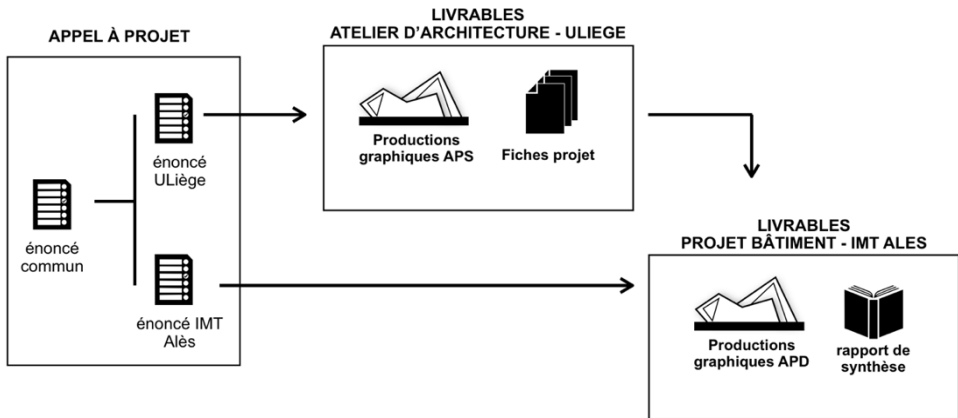 APPEL À PROJET
énoncé
commun
énoncé
ULiège
énoncé IMT
Alès
LIVRABLES
ATELIER D'ARCHITECTURE - ULIEGE
Productions
graphiques APS
Fiches projet
LIVRABLES
PROJET BÂTIMENT - IMT ALES
Productions
graphiques APD
rapport de
synthèse